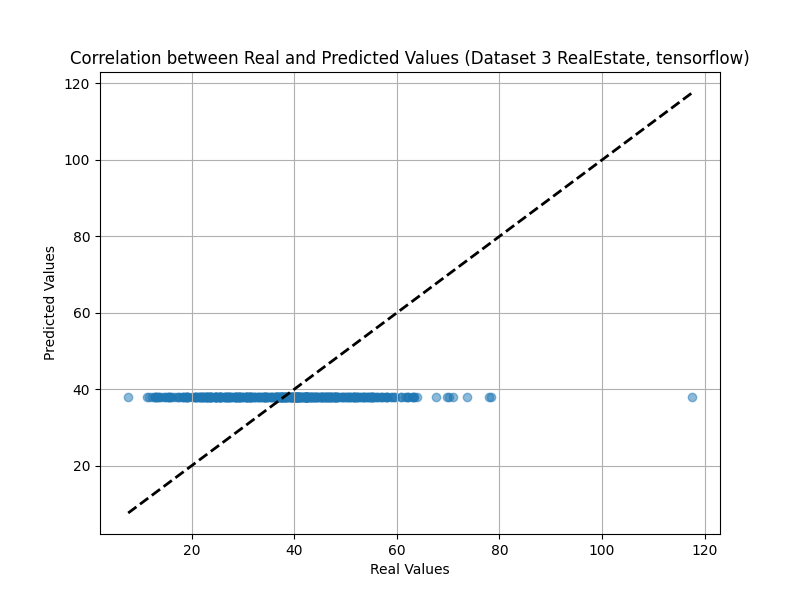 Correlation between Real and Predicted Values (Dataset 3 RealEstate, tensorflow)
120
100
80
60
40
20
Predicted Values
20 40 60 80 100 120
Real Values